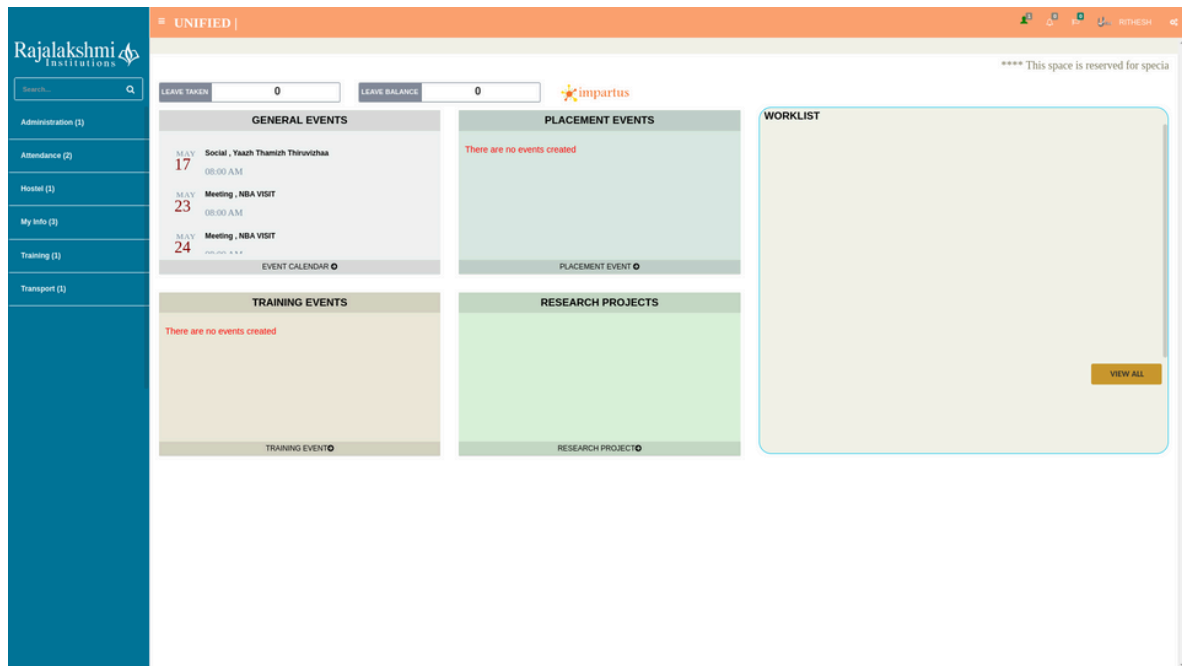 ≡ UNIFIED |
RITHESH
Rajalakshmi
Institutions
Search...
Administration (1)
Attendance (2)
Hostel (1)
My Info (3)
Training (1)
Transport (1)
**** This space is reserved for specia
LEAVE TAKEN 0
LEAVE BALANCE 0
impartus
GENERAL EVENTS
MAY 17
Social , Yaazh Thamizh Thiruvizhaa
08:00 AM
MAY 23
Meeting , NBA VISIT
08:00 AM
MAY 24
Meeting , NBA VISIT
EVENT CALENDAR
PLACEMENT EVENTS
There are no events created
PLACEMENT EVENT
WORKLIST
VIEW ALL
TRAINING EVENTS
There are no events created
TRAINING EVENT
RESEARCH PROJECTS
RESEARCH PROJECT